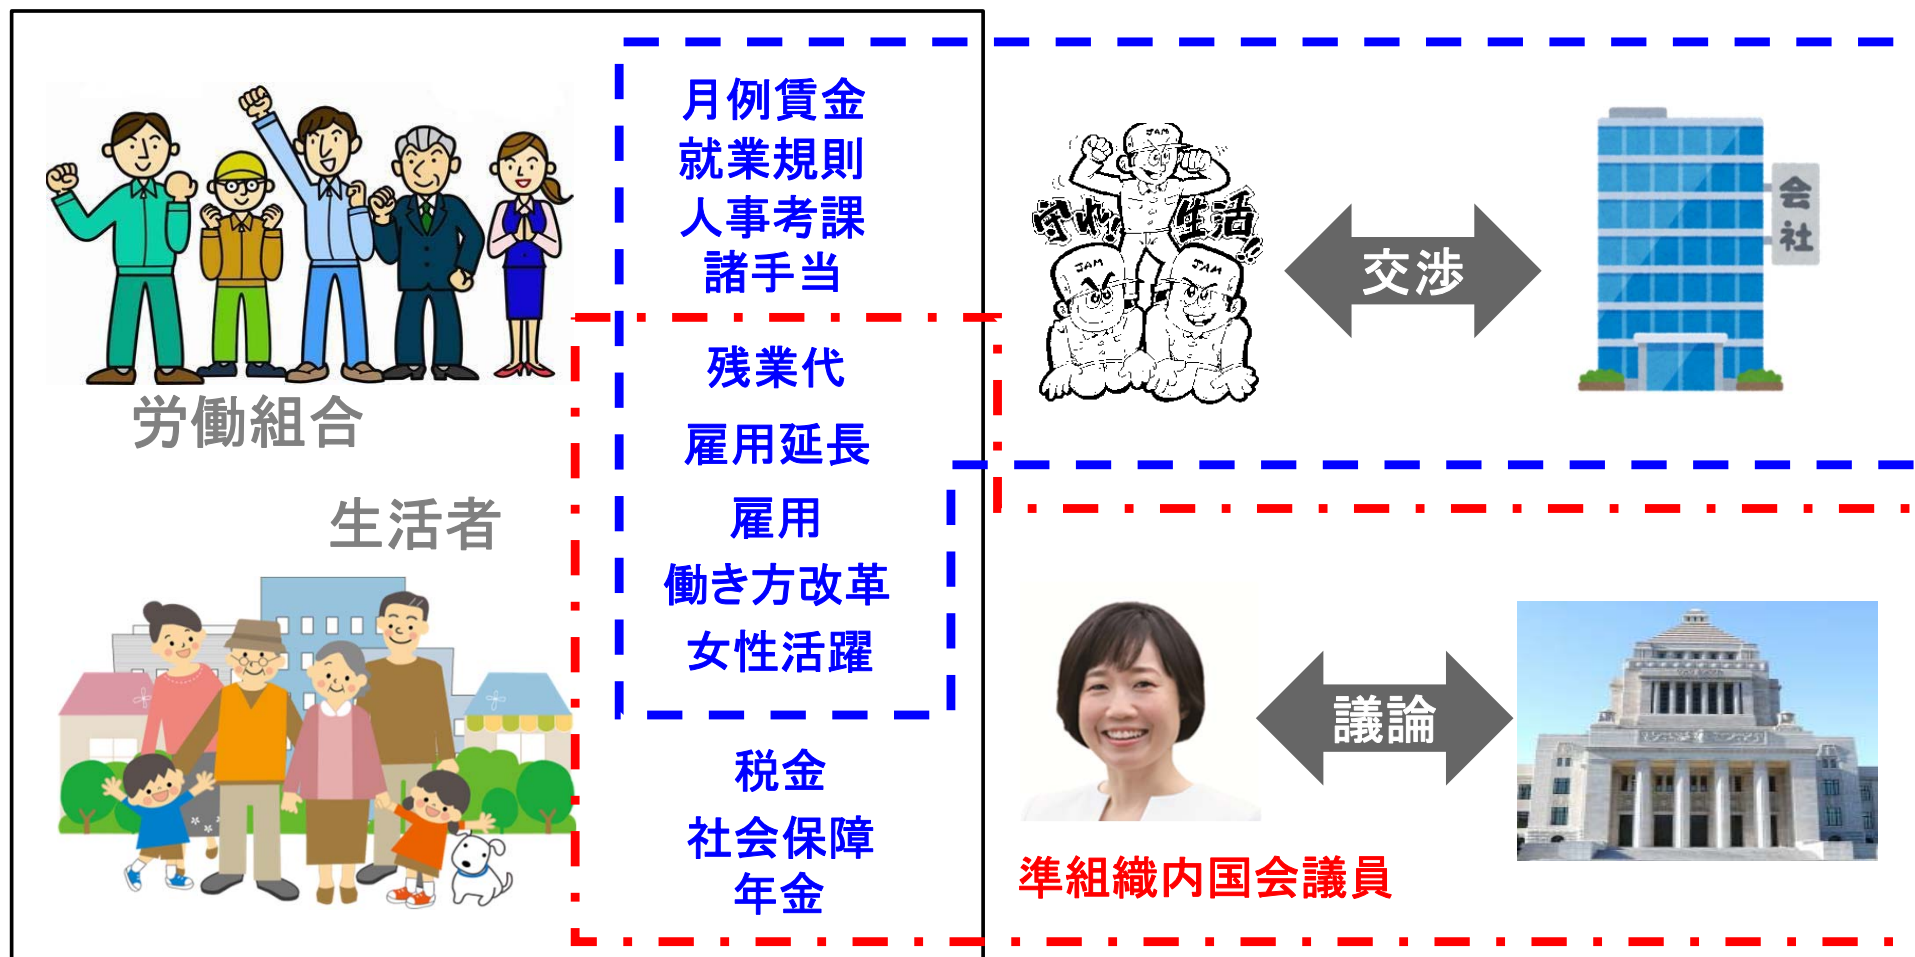 労働組合
生活者
月例賃金
就業規則
人事考課
諸手当
残業代
雇用延長
雇用
働き方改革
女性活躍
税金
社会保障
年金
JAM
守れ! 生活!!
JAM
JAM
交渉
会社
議論
準組織内国会議員